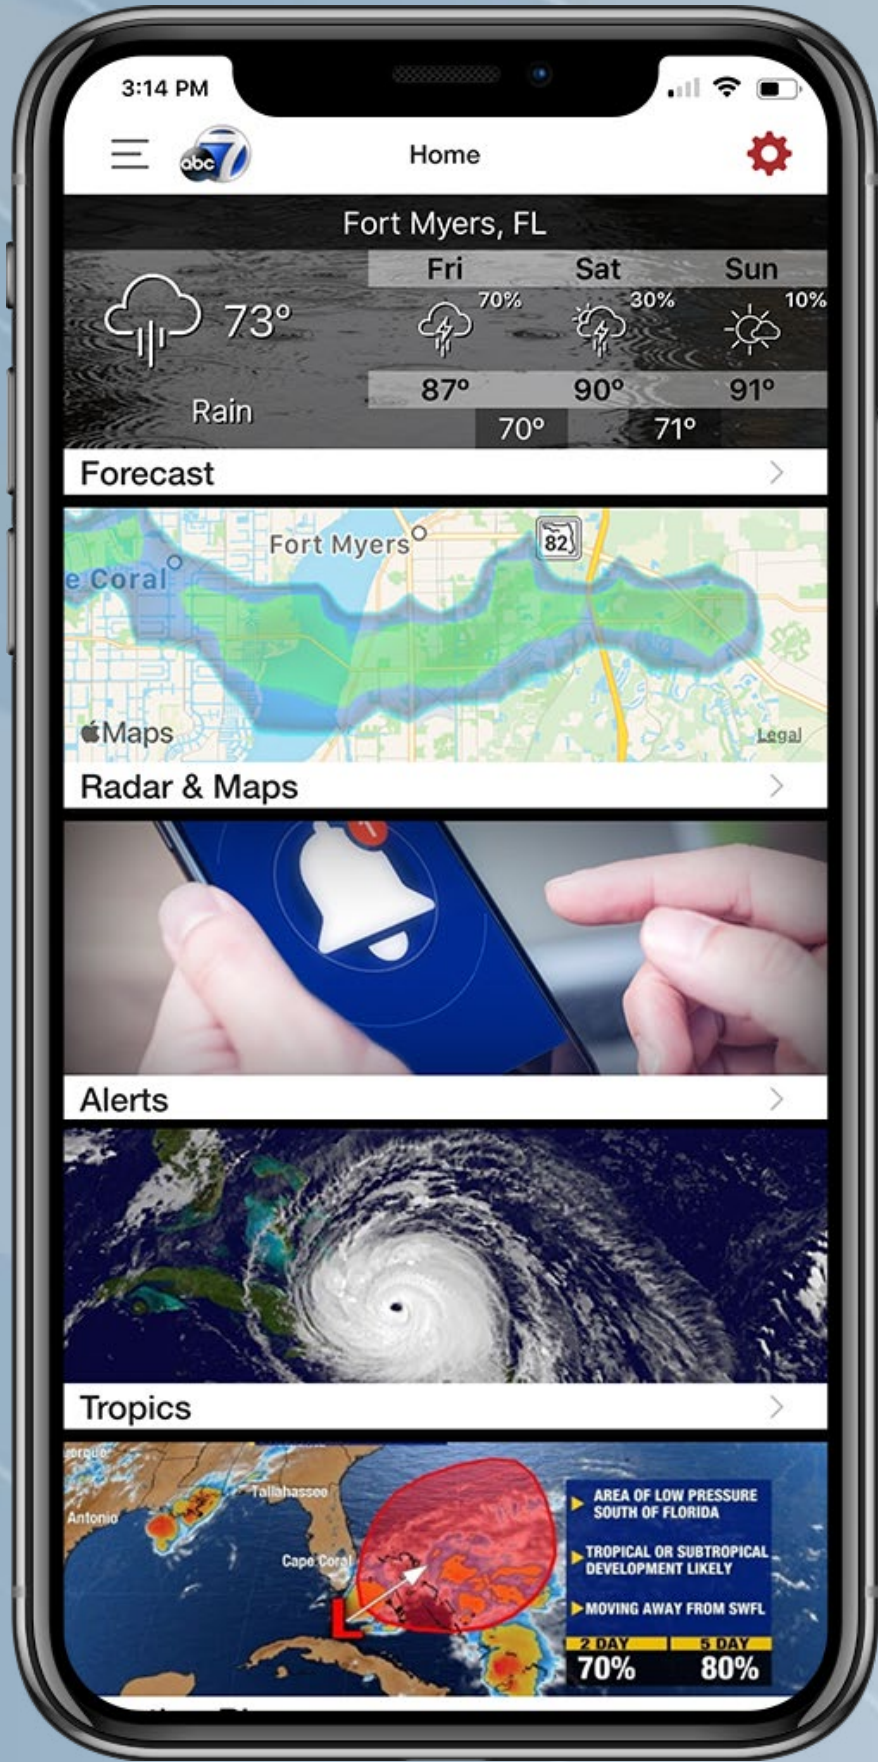 3:14 PM
abc 7
Home
Fort Myers, FL
Fri Sat Sun
70% 30% 10%
73°
87° 90° 91°
Rain
70° 71°
Forecast
Fort Myers
82
e Coral
Maps
Legal
Radar & Maps
1
Alerts
Tropics
Tallahassee
Antonio
Cape Coral
L
AREA OF LOW PRESSURE
SOUTH OF FLORIDA
TROPICAL OR SUBTROPICAL
DEVELOPMENT LIKELY
MOVING AWAY FROM SWFL
2 DAY 5 DAY
70% 80%